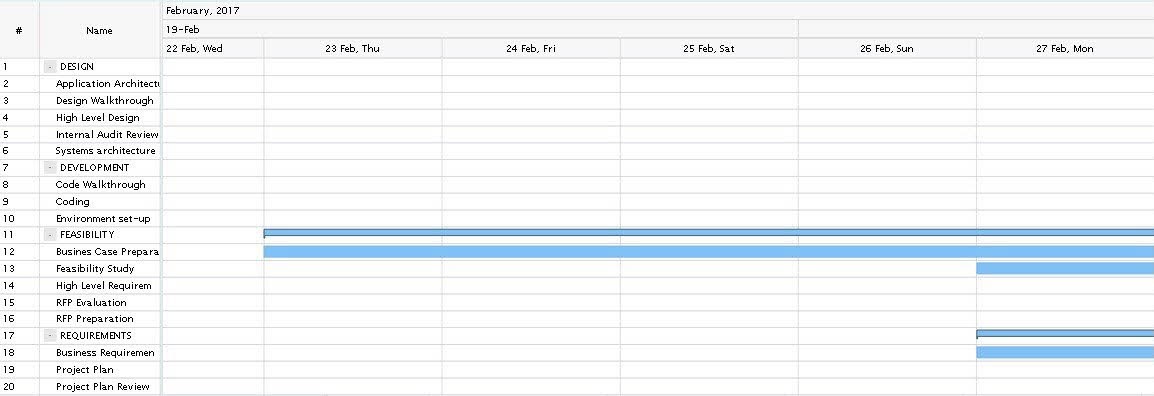 February, 2017
# Name 19-Feb
22 Feb, Wed 23 Feb, Thu 24 Feb, Fri 25 Feb, Sat 26 Feb, Sun 27 Feb, Mon
1 - DESIGN
2 Application Architectu
3 Design Walkthrough
4 High Level Design
5 Internal Audit Review
6 Systems architecture
7 - DEVELOPMENT
8 Code Walkthrough
9 Coding
10 Environment set-up
11 - FEASIBILITY
12 Busines Case Prepara
13 Feasibility Study
14 High Level Requirem
15 RFP Evaluation
16 RFP Preparation
17 - REQUIREMENTS
18 Business Requiremen
19 Project Plan
20 Project Plan Review